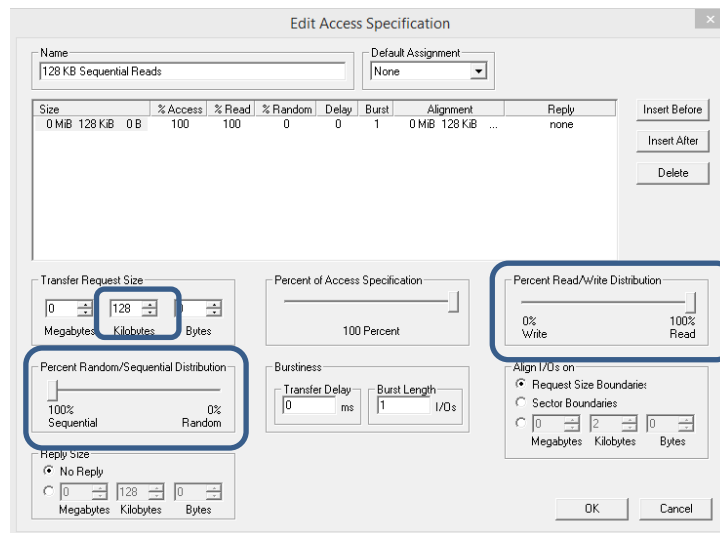 Edit Access Specification
Name
128 KB Sequential Reads
Default Assignment
None
Size % Access % Read % Random Delay Burst Alignment Reply
0 MiB 128 KiB 0 B 100 100 0 0 1 0 MiB 128 KiB ... none
Insert Before
Insert After
Delete
Transfer Request Size
0 128 0
Megabytes Kilobytes Bytes
Percent of Access Specification
100 Percent
Percent Read/Write Distribution
0% 100%
Write Read
Percent Random/Sequential Distribution
100% 0%
Sequential Random
Burstiness
Transfer Delay
0 ms
Burst Length
1 I/Os
Align I/Os on
Request Size Boundaries
Sector Boundaries
0 2 0
Megabytes Kilobytes Bytes
Reply Size
No Reply
0 128 0
Megabytes Kilobytes Bytes
OK Cancel